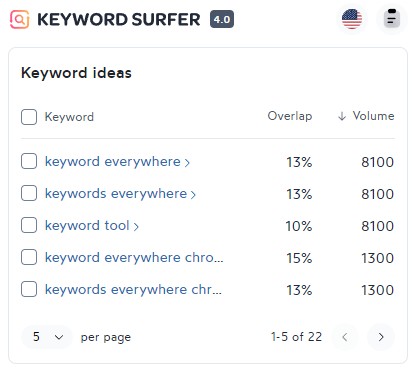 KEYWORD SURFER 4.0
Keyword ideas
Keyword Overlap ↓ Volume
keyword everywhere > 13% 8100
keywords everywhere > 13% 8100
keyword tool > 10% 8100
keyword everywhere chro... 15% 1300
keywords everywhere chr... 13% 1300
5 per page 1-5 of 22 < >